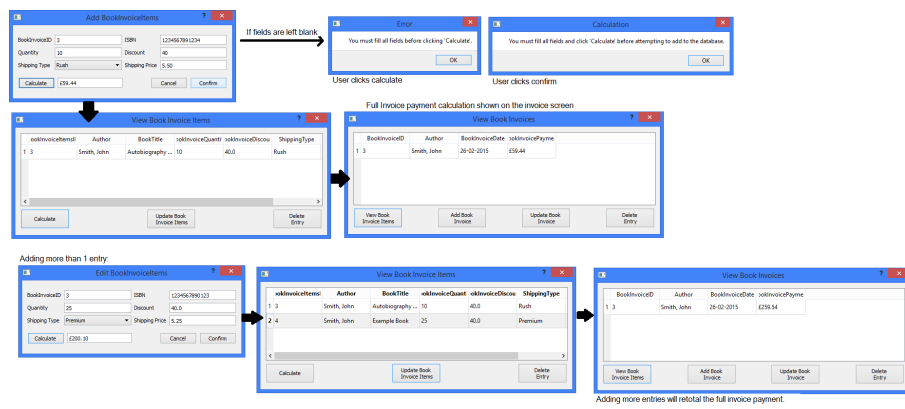 Add BookInvoiceItems ? ×
BookInvoiceID 3 ISBN 1234567891234
Quantity 10 Discount 40
Shipping Type Rush Shipping Price 5.50
Calculate £59.44 Cancel Confirm
If fields are left blank
Error ×
You must fill all fields before clicking 'Calculate'.
OK
User clicks calculate
Calculation ×
You must fill all fields and click 'Calculate' before attempting to add to the database.
OK
User clicks confirm
View Book Invoice Items ? ×
ookInvoiceItemsI Author BookTitle ookInvoiceQuanti ookInvoiceDiscou ShippingType
1 3 Smith, John Autobiography ... 10 40.0 Rush
Calculate Update Book Invoice Items Delete Entry
Full Invoice payment calculation shown on the invoice screen
View Book Invoices ? ×
BookInvoiceID Author BookInvoiceDate ookInvoicePayme
1 3 Smith, John 26-02-2015 £59.44
View Book Invoice Items Add Book Invoice Update Book Invoice Delete Entry
Adding more than 1 entry:
Edit BookInvoiceItems ? ×
BookInvoiceID 3 ISBN 1234567890123
Quantity 25 Discount 40.0
Shipping Type Premium Shipping Price 5.25
Calculate £200.10 Cancel Confirm
View Book Invoice Items ? ×
ookInvoiceItemsI Author BookTitle ookInvoiceQuanti ookInvoiceDiscou ShippingType
1 3 Smith, John Autobiography ... 10 40.0 Rush
2 4 Smith, John Example Book 25 40.0 Premium
Calculate Update Book Invoice Items Delete Entry
View Book Invoices ? ×
BookInvoiceID Author BookInvoiceDate ookInvoicePayme
1 3 Smith, John 26-02-2015 £259.54
View Book Invoice Items Add Book Invoice Update Book Invoice Delete Entry
Adding more entries will retotal the full invoice payment.